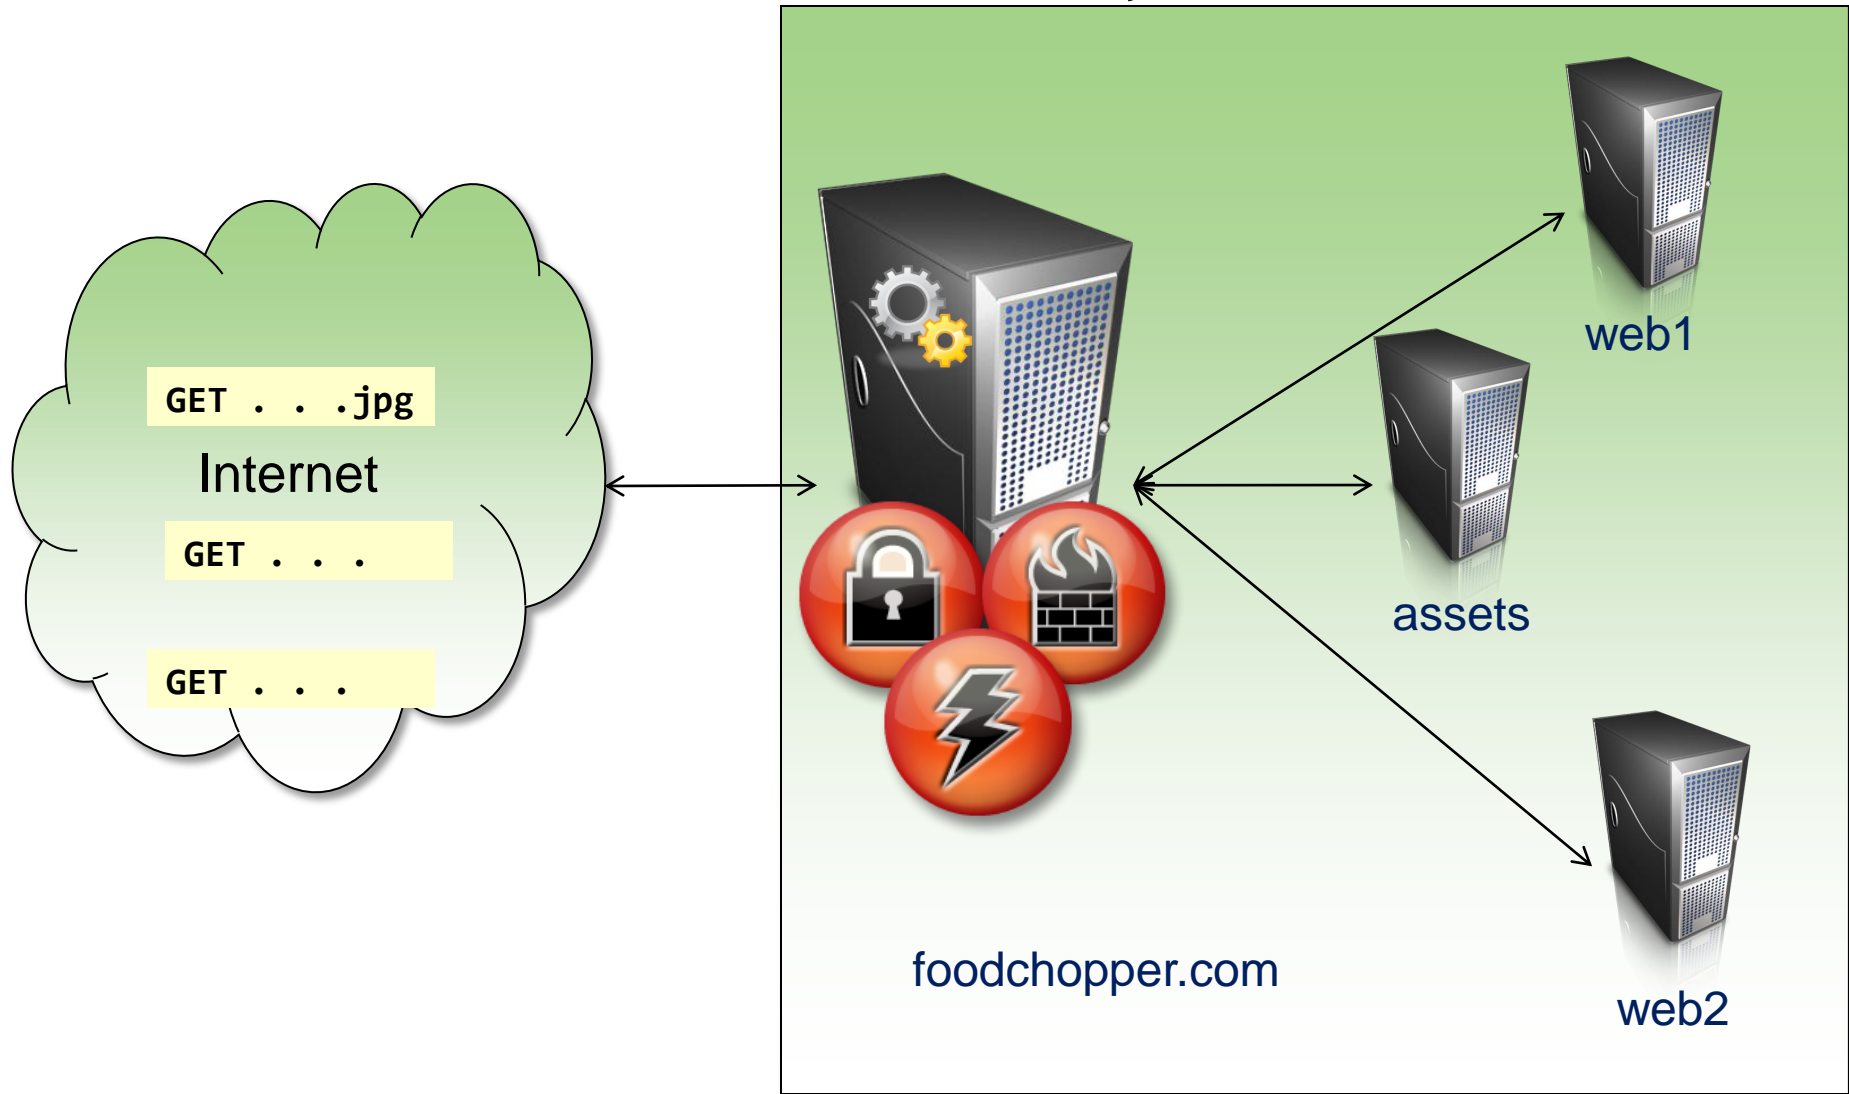 GET . . .jpg
Internet
GET . . .
GET . . .
web1
assets
foodchopper.com
web2